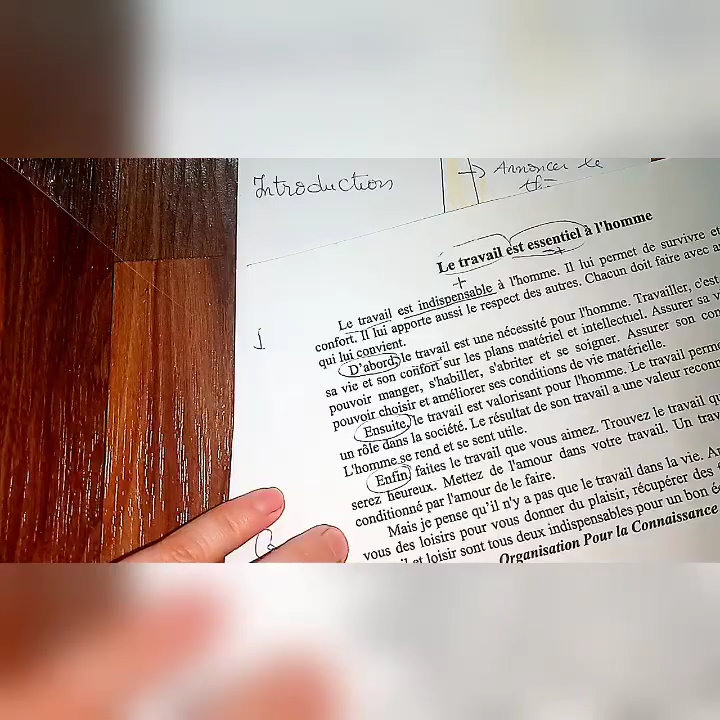 Introduction
→ Annoncer le
th
Le travail est essentiel à l'homme
+
+
Le travail est indispensable à l'homme. Il lui permet de survivre et
confort. Il lui apporte aussi le respect des autres. Chacun doit faire avec
qui lui convient.
1
D'abord, le travail est une nécessité pour l'homme. Travailler, c'est
sa vie et son confort sur les plans matériel et intellectuel. Assurer sa
pouvoir manger, s'habiller, s'abriter et se soigner. Assurer son
pouvoir choisir et améliorer ses conditions de vie matérielle.
Ensuite, le travail est valorisant pour l'homme. Le travail
un rôle dans la société. Le résultat de son travail a une valeur
L'homme se rend et se sent utile.
Enfin, faites le travail que vous aimez. Trouvez le travail
serez heureux. Mettez de l'amour dans votre travail. Un
conditionné par l'amour de le faire.
Mais je pense qu'il n'y a pas que le travail dans la vie.
vous des loisirs pour vous donner du plaisir, récupérer des
et loisir sont tous deux indispensables pour un bon
Organisation Pour la Connaissance